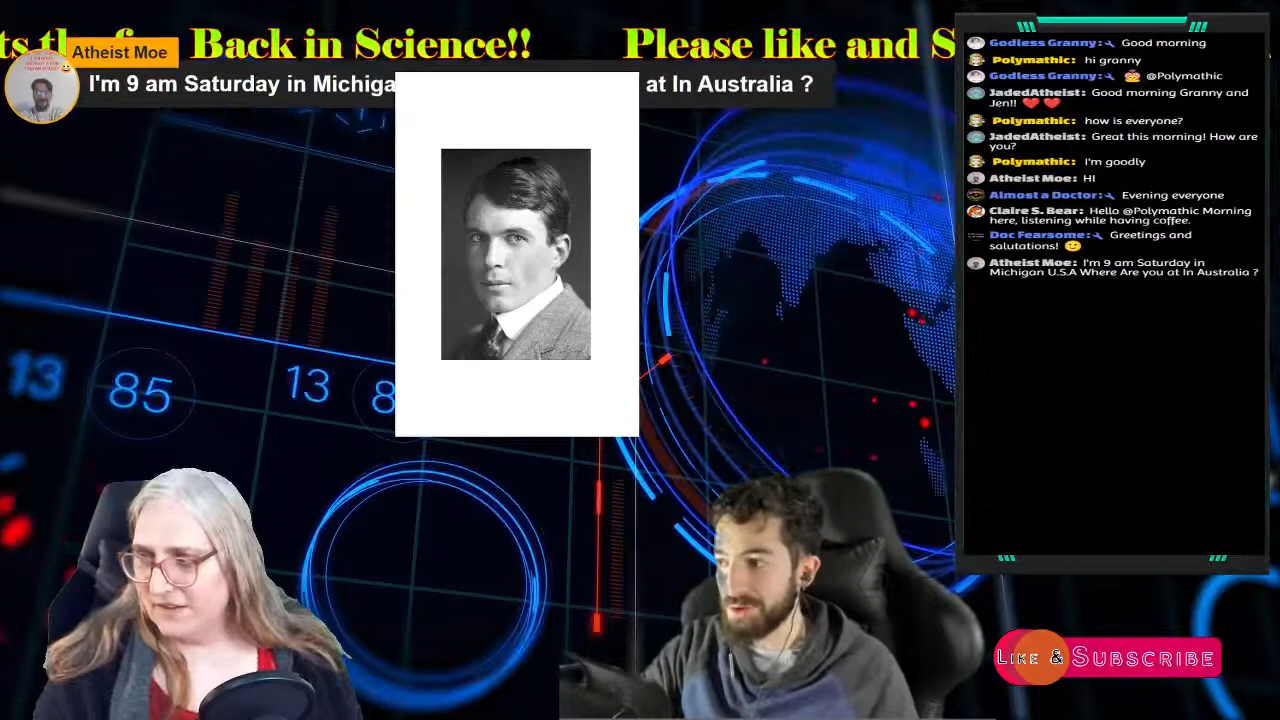 ts th f Back in Science!! Please like and S
Atheist Moe
I'm 9 am Saturday in Michiga at In Australia ?
13
85
13
8
Godless Granny: Good morning
Polymathic: hi granny
Godless Granny: @Polymathic
JadedAtheist: Good morning Granny and
Jen!! ❤️ ❤️
Polymathic: how is everyone?
JadedAtheist: Great this morning! How are
you?
Polymathic: I'm goodly
Atheist Moe: HI
Almost a Doctor: Evening everyone
Claire S. Bear: Hello @Polymathic Morning
here, listening while having coffee.
Doc Fearsome: Greetings and
salutations! 🙂
Atheist Moe: I'm 9 am Saturday in
Michigan U.S.A Where Are you at In Australia ?
LIKE & SUBSCRIBE